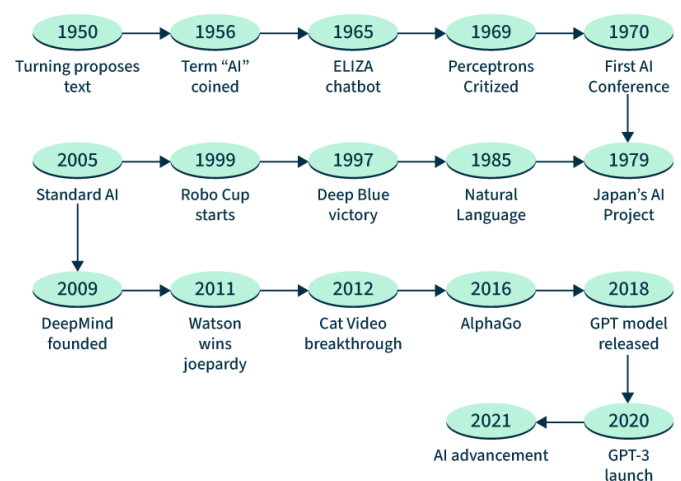 1950
Turning proposes
text
1956
Term “AI”
coined
1965
ELIZA
chatbot
1969
Perceptrons
Critized
1970
First AI
Conference
2005
Standard AI
1999
Robo Cup
starts
1997
Deep Blue
victory
1985
Natural
Language
1979
Japan’s AI
Project
2009
DeepMind
founded
2011
Watson
wins
joepardy
2012
Cat Video
breakthrough
2016
AlphaGo
2018
GPT model
released
2021
AI advancement
2020
GPT-3
launch